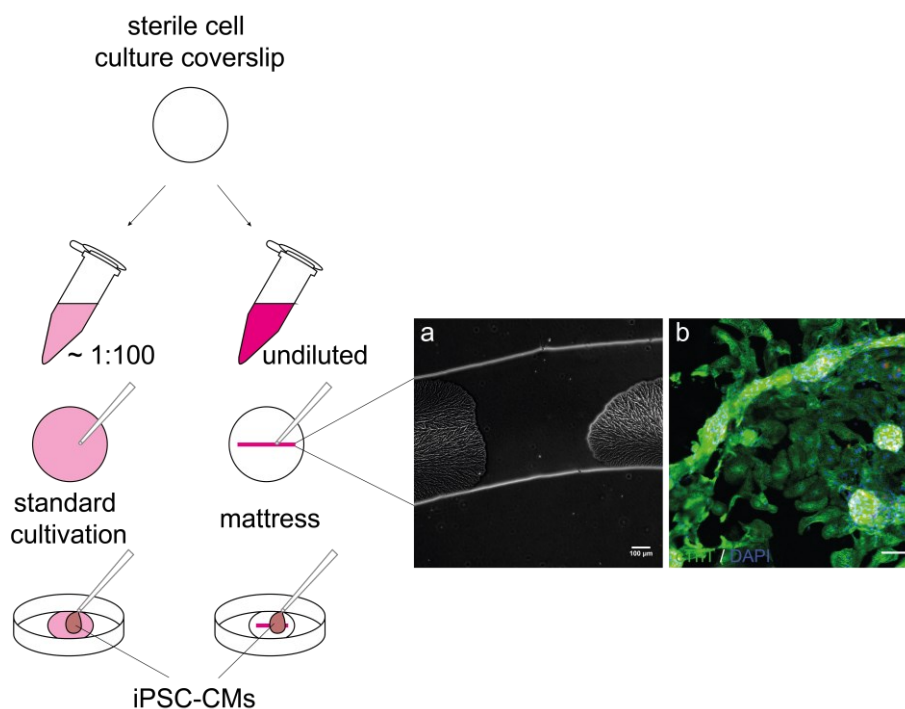 sterile cell
culture coverslip
~ 1:100
undiluted
standard
cultivation
mattress
iPSC-CMs
a
100 µm
b
/ DAPI